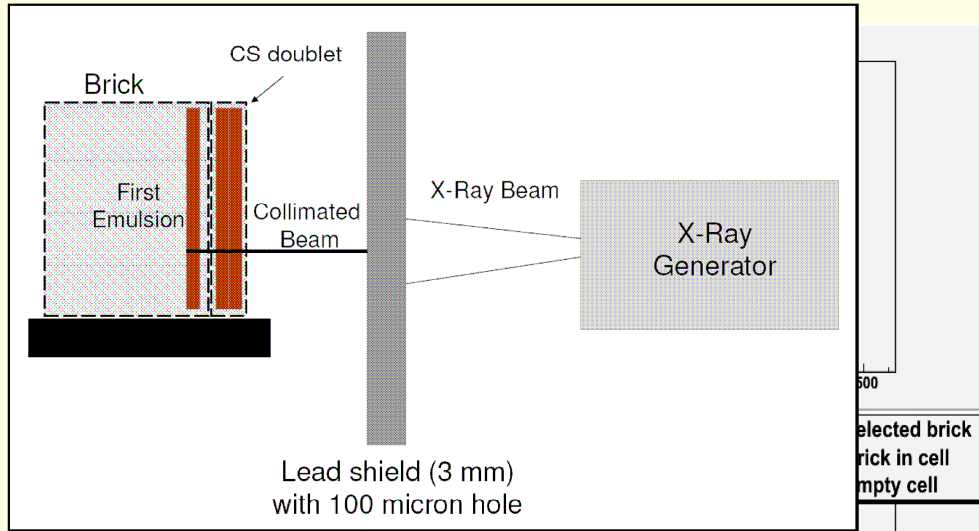 CS doublet
Brick
X-Ray Beam
First
Emulsion
Collimated
Beam
X-Ray
Generator
500
elected brick
rick in cell
mpty cell
Lead shield (3 mm)
with 100 micron hole